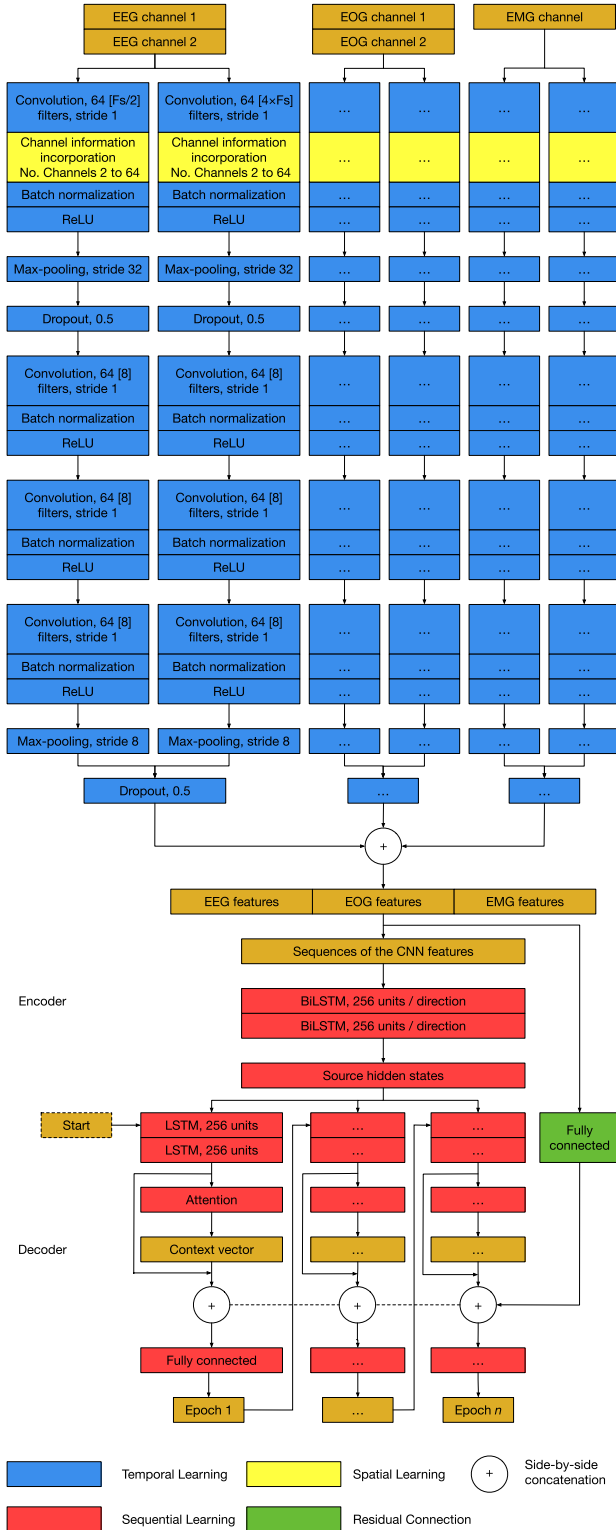 EEG channel 1
EOG channel 1
EMG channel
EEG channel 2
EOG channel 2
Convolution, 64 [Fs/2]
filters, stride 1
Convolution, 64 [4×Fs]
filters, stride 1
...
...
...
...
Channel information
incorporation
No. Channels 2 to 64
Channel information
incorporation
No. Channels 2 to 64
...
...
...
...
Batch normalization
Batch normalization
...
...
...
...
ReLU
ReLU
...
...
...
...
Max-pooling, stride 32
Max-pooling, stride 32
...
...
...
...
Dropout, 0.5
Dropout, 0.5
...
...
...
...
Convolution, 64 [8]
filters, stride 1
Convolution, 64 [8]
filters, stride 1
...
...
...
...
Batch normalization
Batch normalization
...
...
...
...
ReLU
ReLU
...
...
...
...
Convolution, 64 [8]
filters, stride 1
Convolution, 64 [8]
filters, stride 1
...
...
...
...
Batch normalization
Batch normalization
...
...
...
...
ReLU
ReLU
...
...
...
...
Convolution, 64 [8]
filters, stride 1
Convolution, 64 [8]
filters, stride 1
...
...
...
...
Batch normalization
Batch normalization
...
...
...
...
ReLU
ReLU
...
...
...
...
Max-pooling, stride 8
Max-pooling, stride 8
...
...
...
...
Dropout, 0.5
...
...
+
EEG features
EOG features
EMG features
Sequences of the CNN features
Encoder
BiLSTM, 256 units / direction
BiLSTM, 256 units / direction
Source hidden states
Start
LSTM, 256 units
...
...
LSTM, 256 units
...
...
Fully
connected
Attention
...
...
Decoder
Context vector
...
...
+
+
+
Fully connected
...
...
Epoch 1
...
Epoch n
Temporal Learning
Spatial Learning
+
Side-by-side
concatenation
Sequential Learning
Residual Connection